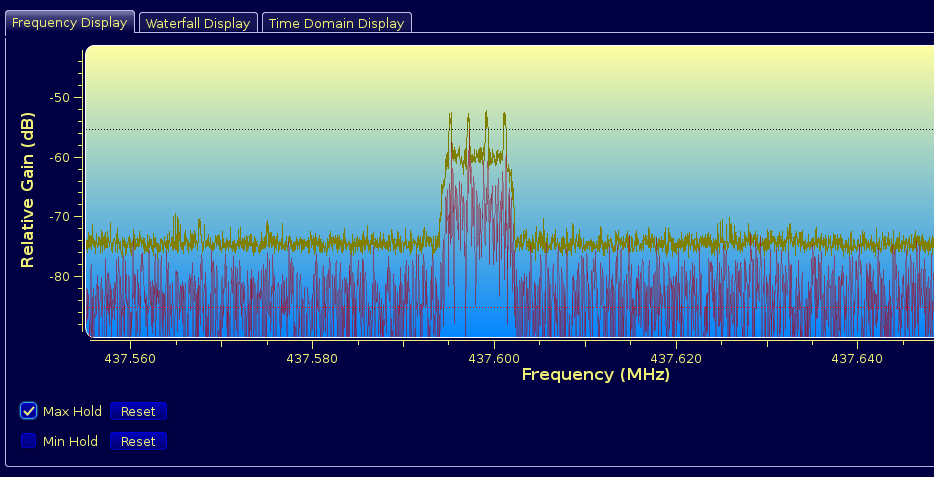 Frequency Display Waterfall Display Time Domain Display
Relative Gain (dB)
-50
-60
-70
-80
437.560 437.580 437.600 437.620 437.640
Frequency (MHz)
Max Hold Reset
Min Hold Reset